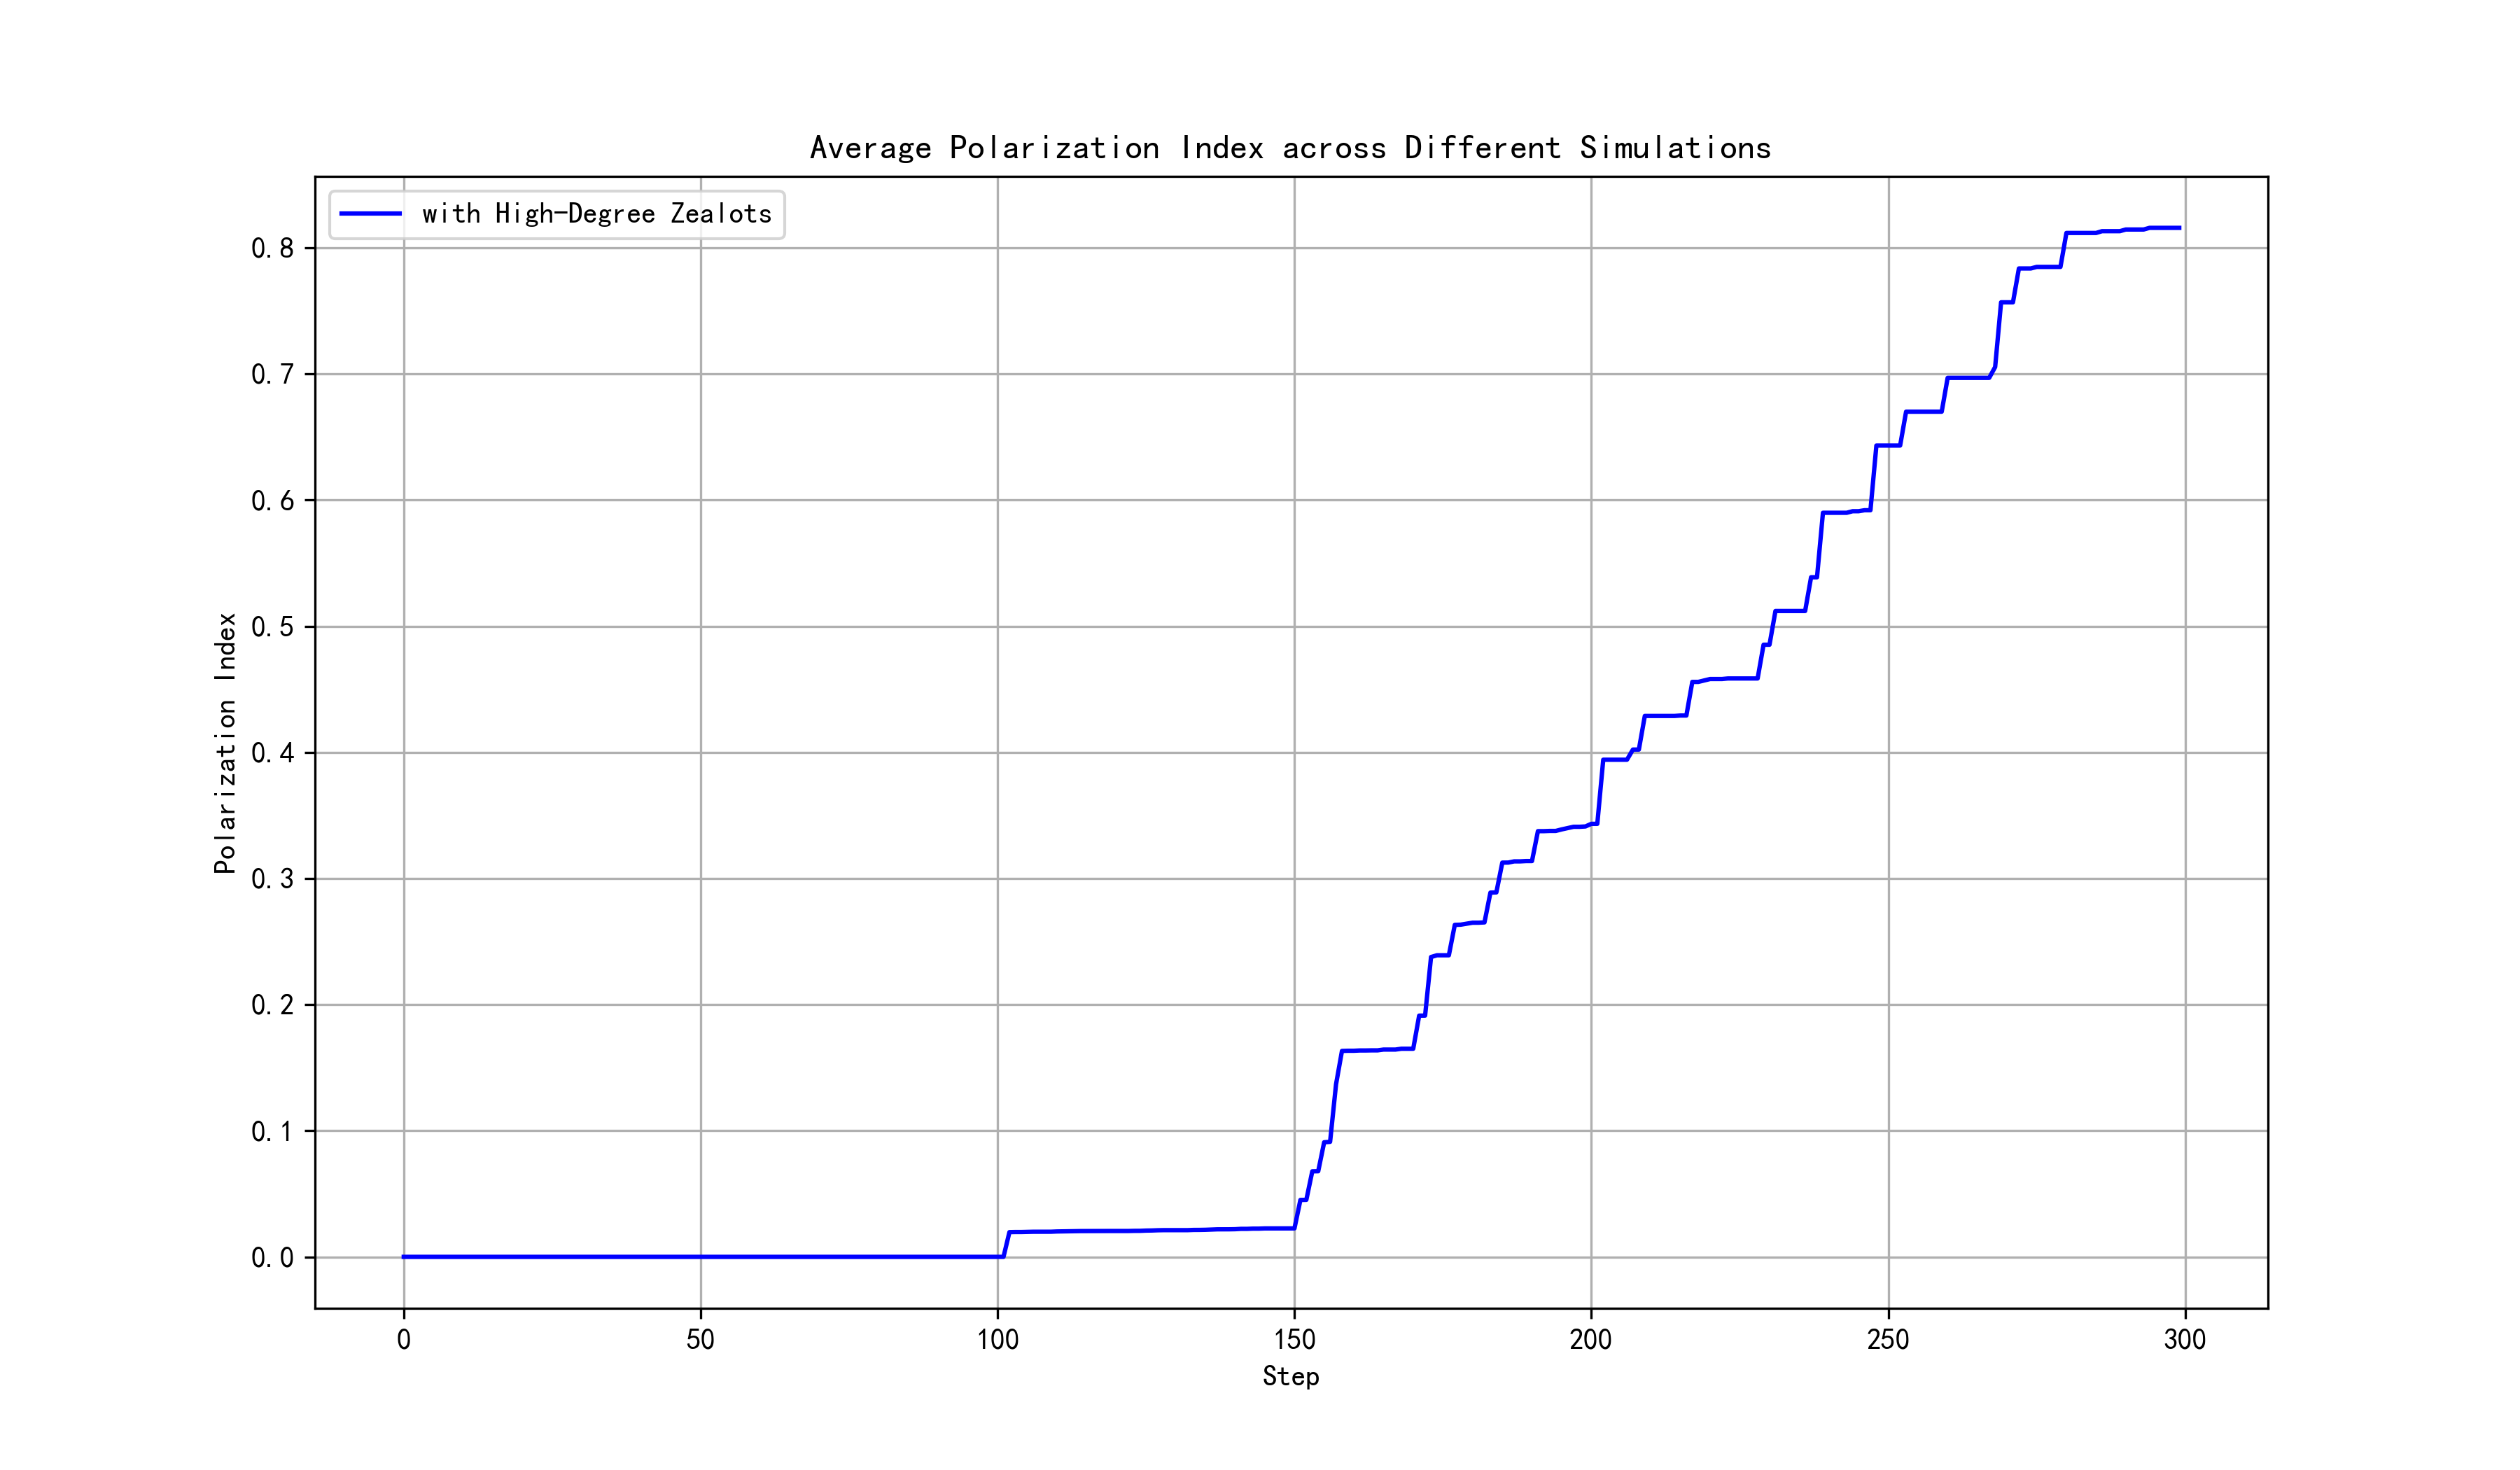 Average Polarization Index across Different Simulations
with High-Degree Zealots
Polarization Index
0.8
0.7
0.6
0.5
0.4
0.3
0.2
0.1
0.0
0 50 100 150 200 250 300
Step